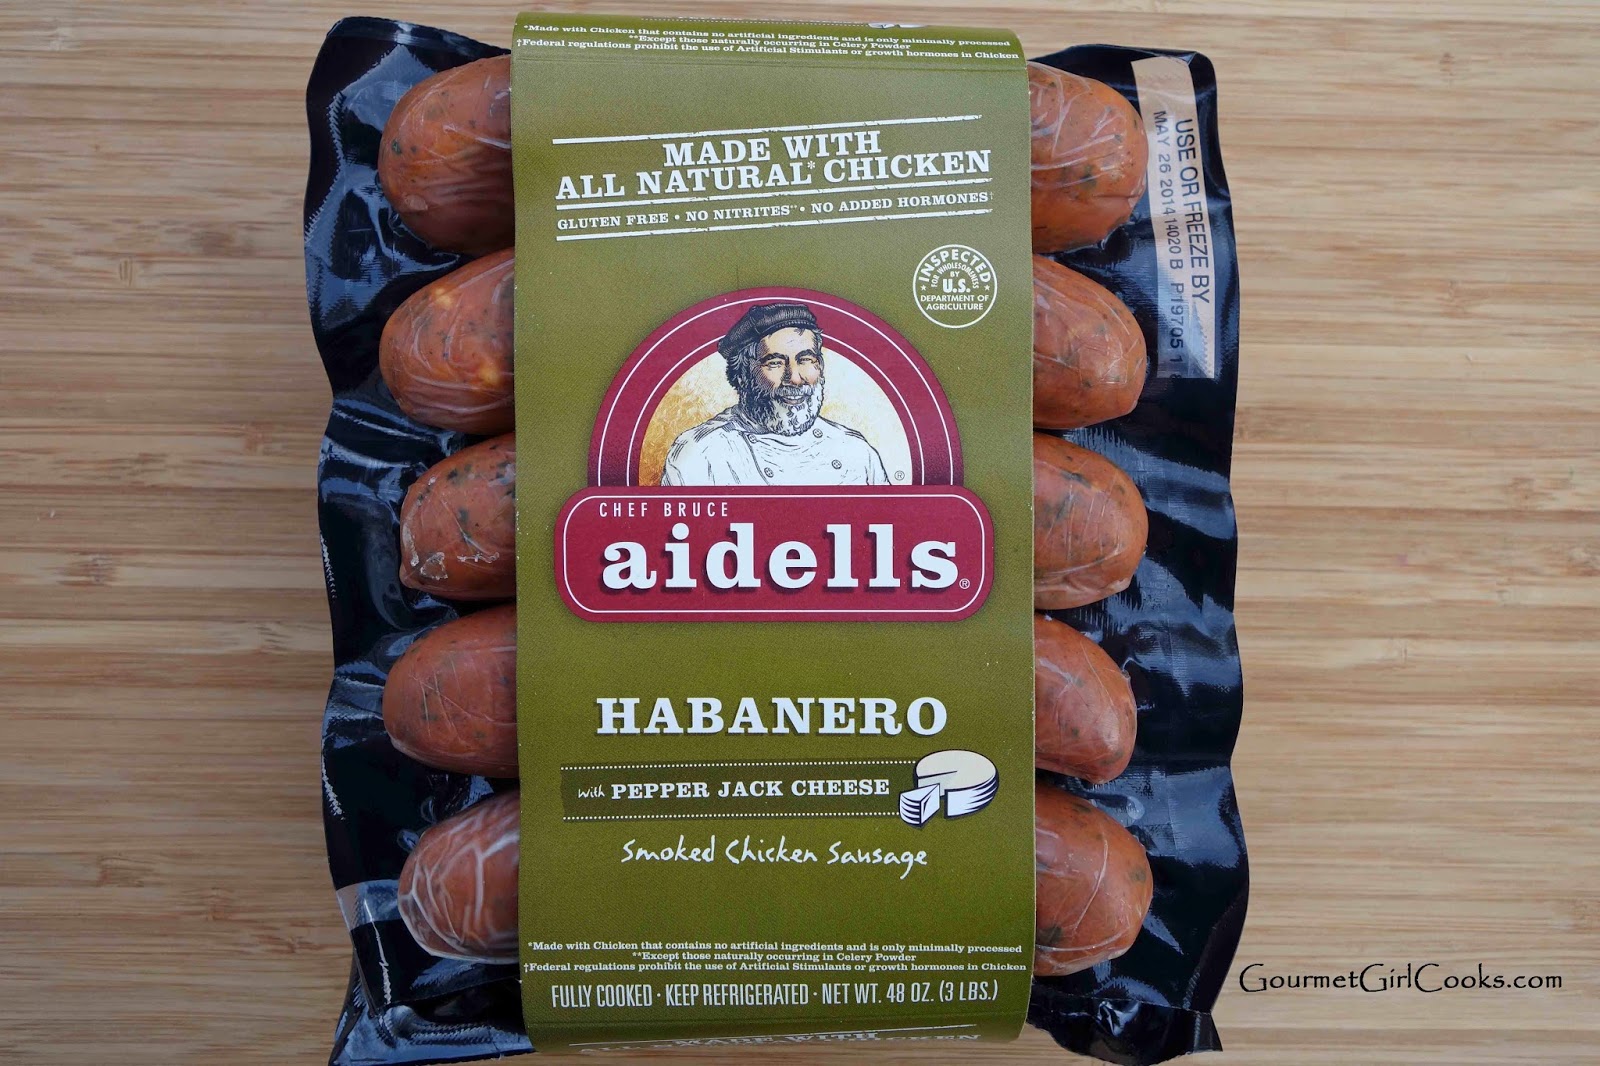 *Made with Chicken that contains no artificial ingredients and is only minimally processed
**Except those naturally occurring in Celery Powder
†Federal regulations prohibit the use of Artificial Stimulants or growth hormones in Chicken
MADE WITH
ALL NATURAL* CHICKEN
GLUTEN FREE • NO NITRITES** • NO ADDED HORMONES†
INSPECTED
FOR WHOLESOMENESS
BY
U.S.
DEPARTMENT OF
AGRICULTURE
USE OR FREEZE BY
MAY 26 2014 14020 B P19705 1
®
CHEF BRUCE
aidells®
HABANERO
with PEPPER JACK CHEESE
Smoked Chicken Sausage
*Made with Chicken that contains no artificial ingredients and is only minimally processed
**Except those naturally occurring in Celery Powder
†Federal regulations prohibit the use of Artificial Stimulants or growth hormones in Chicken
FULLY COOKED • KEEP REFRIGERATED • NET WT. 48 OZ. (3 LBS.)
MADE WITH
GourmetGirlCooks.com